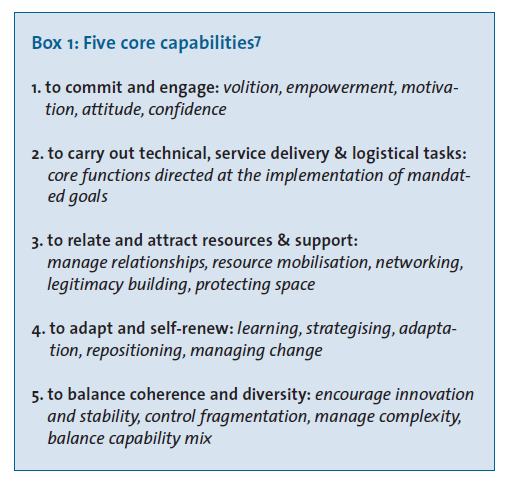 Box 1: Five core capabilities7
1. to commit and engage: volition, empowerment, motiva-
tion, attitude, confidence
2. to carry out technical, service delivery & logistical tasks:
core functions directed at the implementation of mandat-
ed goals
3. to relate and attract resources & support:
manage relationships, resource mobilisation, networking,
legitimacy building, protecting space
4. to adapt and self-renew: learning, strategising, adapta-
tion, repositioning, managing change
5. to balance coherence and diversity: encourage innovation
and stability, control fragmentation, manage complexity,
balance capability mix